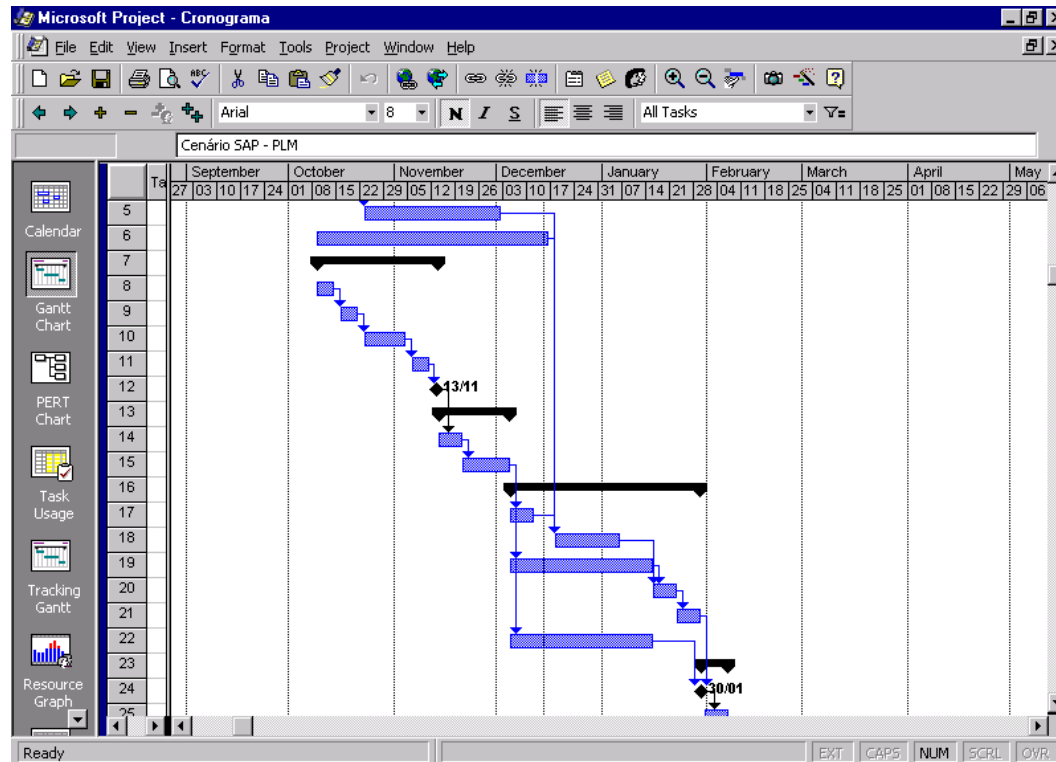 Microsoft Project - Cronograma
File Edit View Insert Format Tools Project Window Help
ABC
Arial 8 N I S All Tasks
Cenário SAP - PLM
Ta September October November December January February March April May
27 03 10 17 24 01 08 15 22 29 05 12 19 26 03 10 17 24 31 07 14 21 28 04 11 18 25 04 11 18 25 01 08 15 22 29 06
Calendar
Gantt
Chart
PERT
Chart
Task
Usage
Tracking
Gantt
Resource
Graph
5
6
7
8
9
10
11
12 13/11
13
14
15
16
17
18
19
20
21
22
23
24 30/01
25
Ready EXT CAPS NUM SCRL OVR